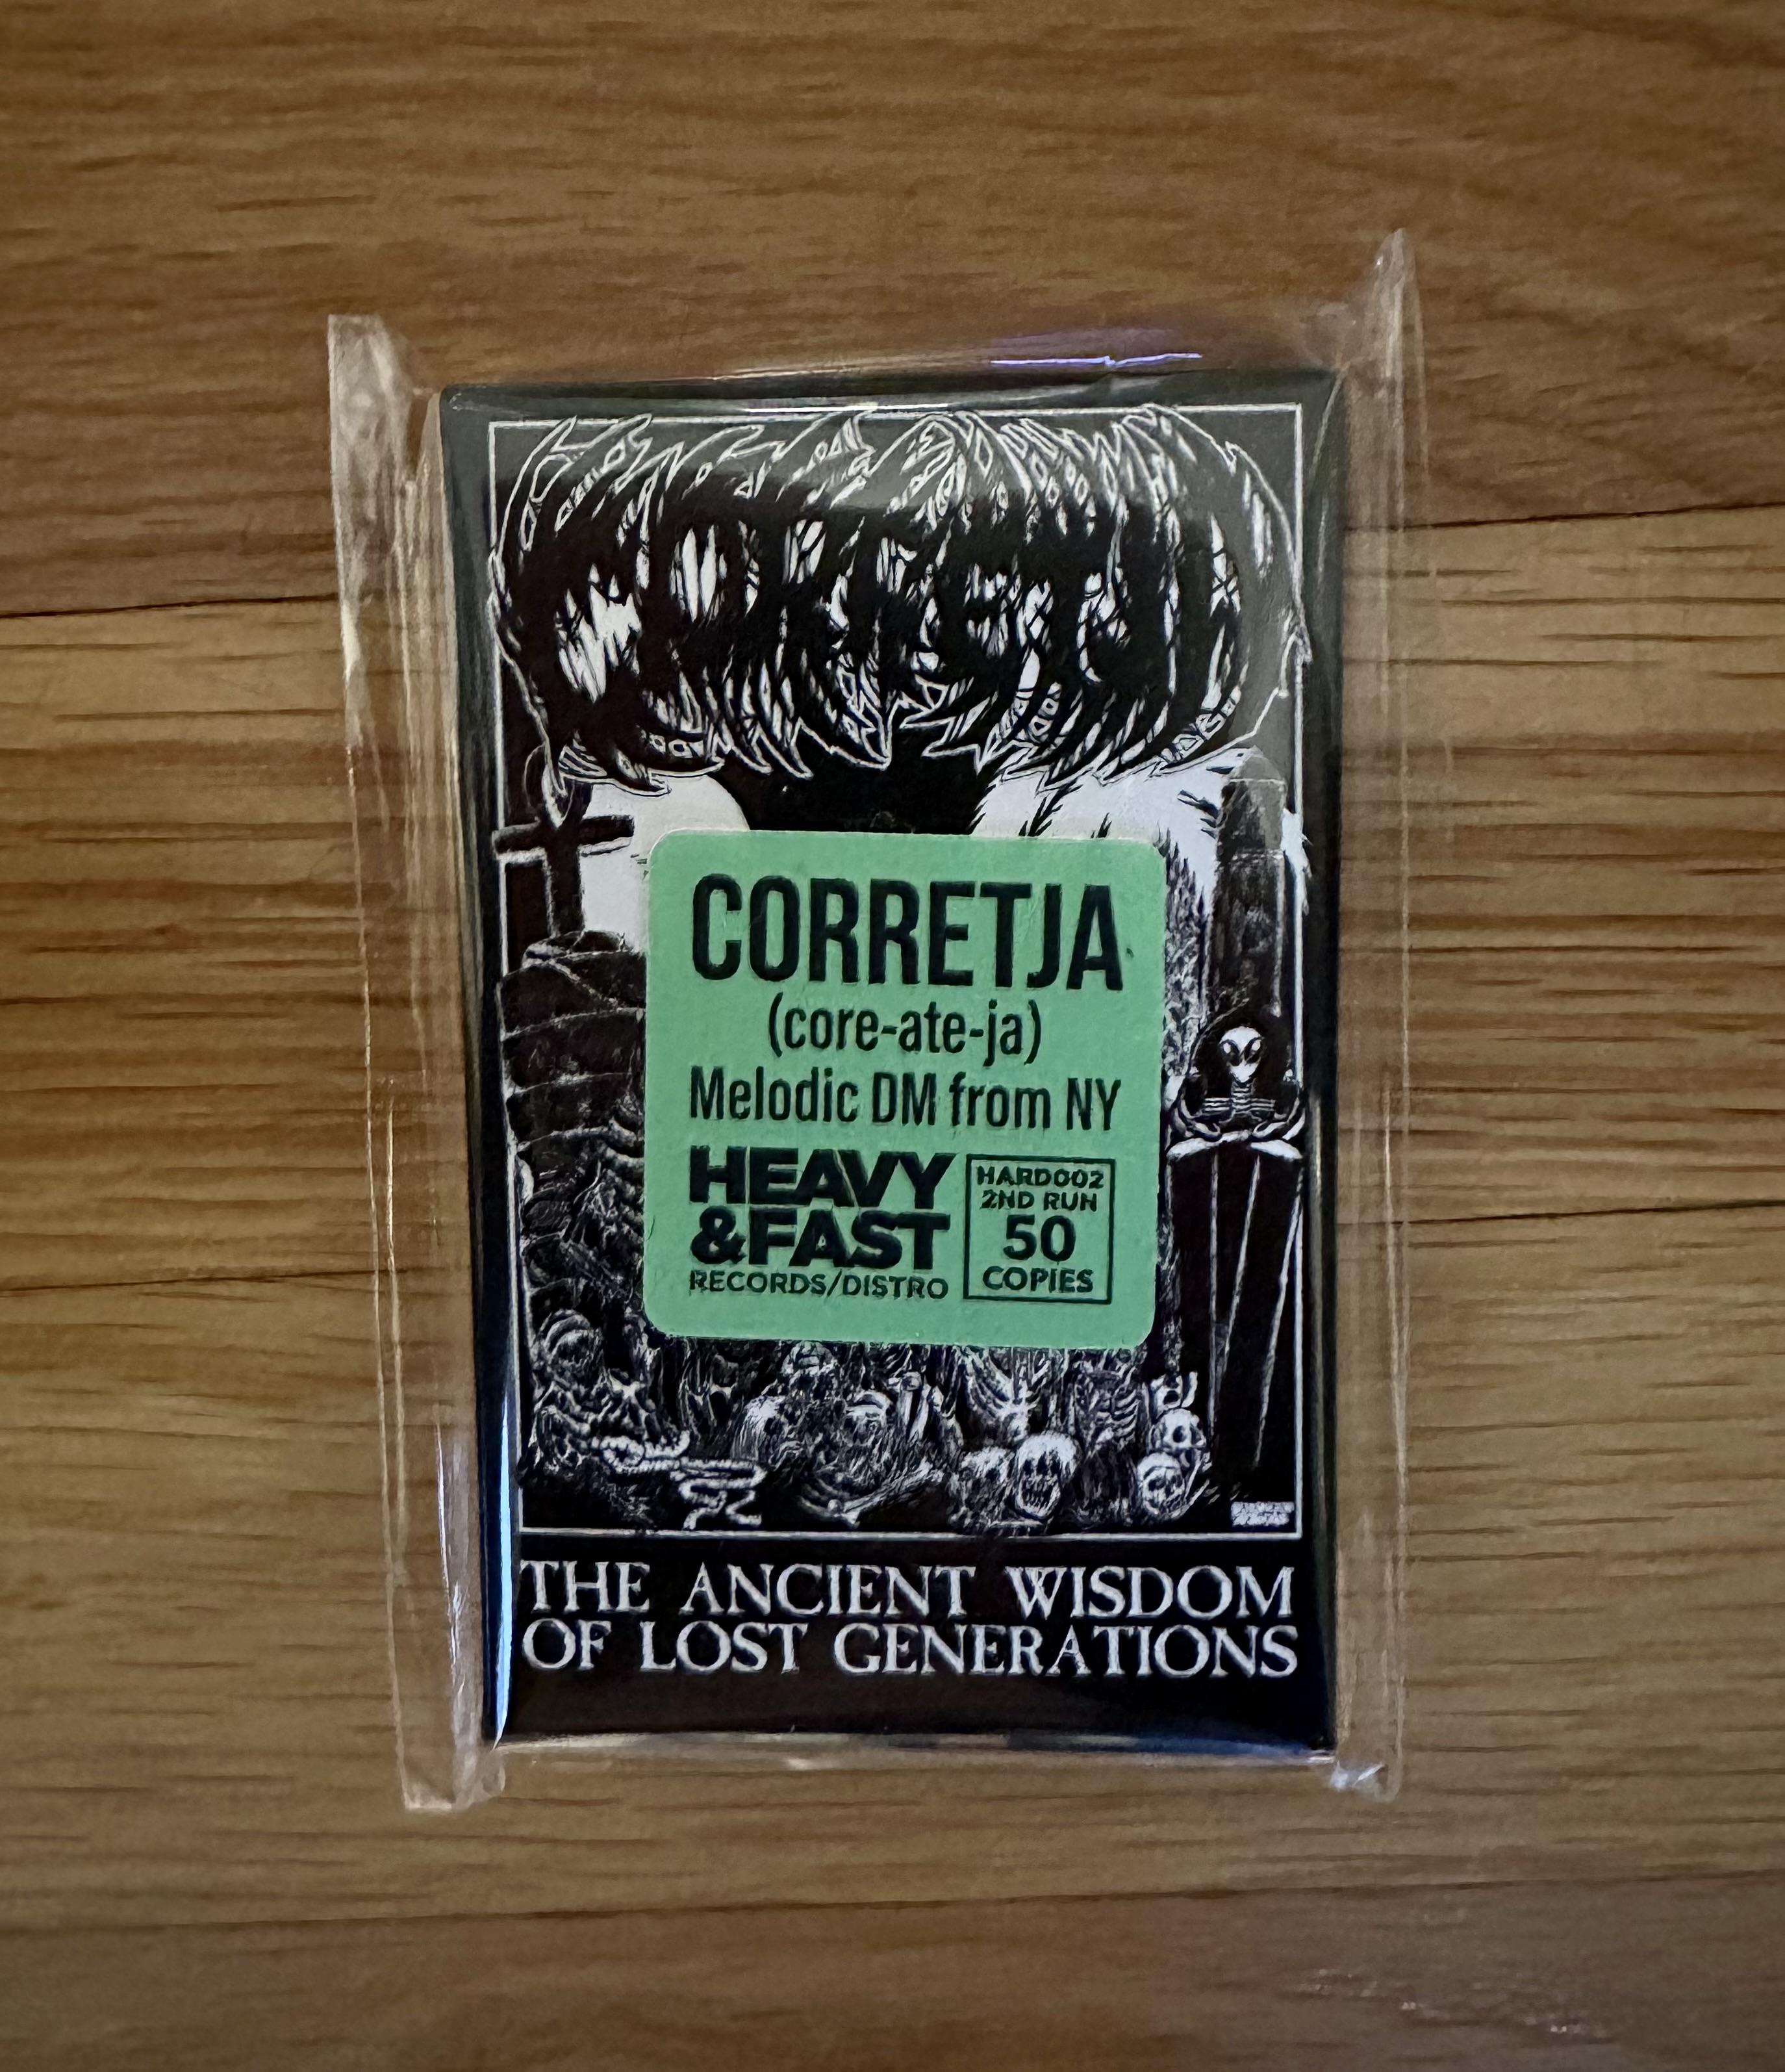 CORRETJA
CORRETJA
(core-ate-ja)
Melodic DM from NY
HEAVY
&FAST
RECORDS/DISTRO
HARD002
2ND RUN
50
COPIES
THE ANCIENT WISDOM
OF LOST GENERATIONS